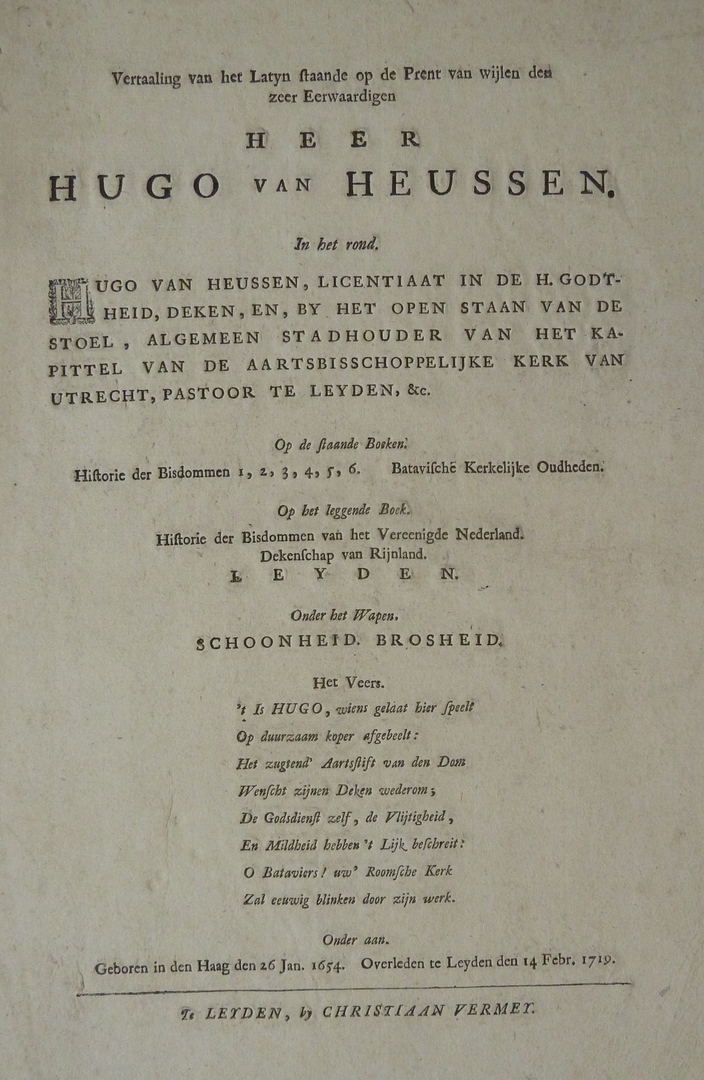 Vertaaling van het Latyn ſtaande op de Prent van wijlen den
zeer Eerwaardigen
HEER
HUGO VAN HEUSSEN.
In het rond.
HUGO VAN HEUSSEN, LICENTIAAT IN DE H. GODT-
HEID, DEKEN, EN, BY HET OPEN STAAN VAN DE
STOEL, ALGEMEEN STADHOUDER VAN HET KA-
PITTEL VAN DE AARTSBISSCHOPPELIJKE KERK VAN
UTRECHT, PASTOOR TE LEYDEN, &c.
Op de ſtaande Boeken.
Hiſtorie der Bisdommen 1, 2, 3, 4, 5, 6. Bataviſche Kerkelijke Oudheden.
Op het leggende Boek.
Hiſtorie der Bisdommen van het Vereenigde Nederland.
Dekenſchap van Rijnland.
LEYDEN.
Onder het Wapen.
SCHOONHEID. BROSHEID.
Het Veers.
't Is HUGO, wiens gelaat hier ſpeelt
Op duurzaam koper afgebeelt:
Het zugtend' Aartsſtift van den Dom
Wenſcht zijnen Deken wederom;
De Godsdienſt zelf, de Vlijtigheid,
En Mildheid hebben 't Lijk beſchreit:
O Bataviers! uw' Roomſche Kerk
Zal eeuwig blinken door zijn werk.
Onder aan.
Geboren in den Haag den 26 Jan. 1654. Overleden te Leyden den 14 Febr. 1719.
Te LEYDEN, by CHRISTIAAN VERMEY.